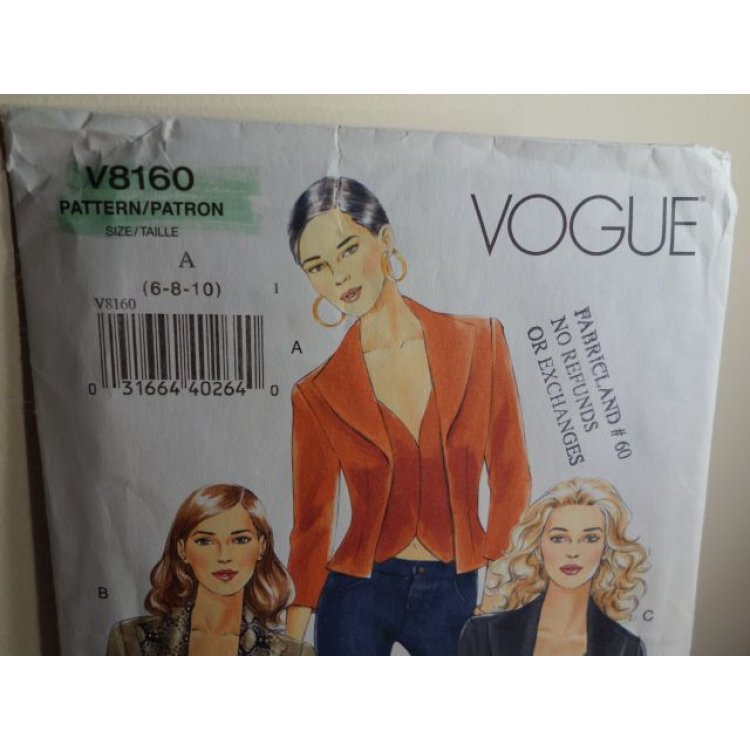 V8160
PATTERN/PATRON
SIZE/TAILLE
A
(6-8-10)
V8160
1
0 31664 40264 0
VOGUE
A
FABRICLAND #60
NO REFUNDS
OR EXCHANGES
B
C